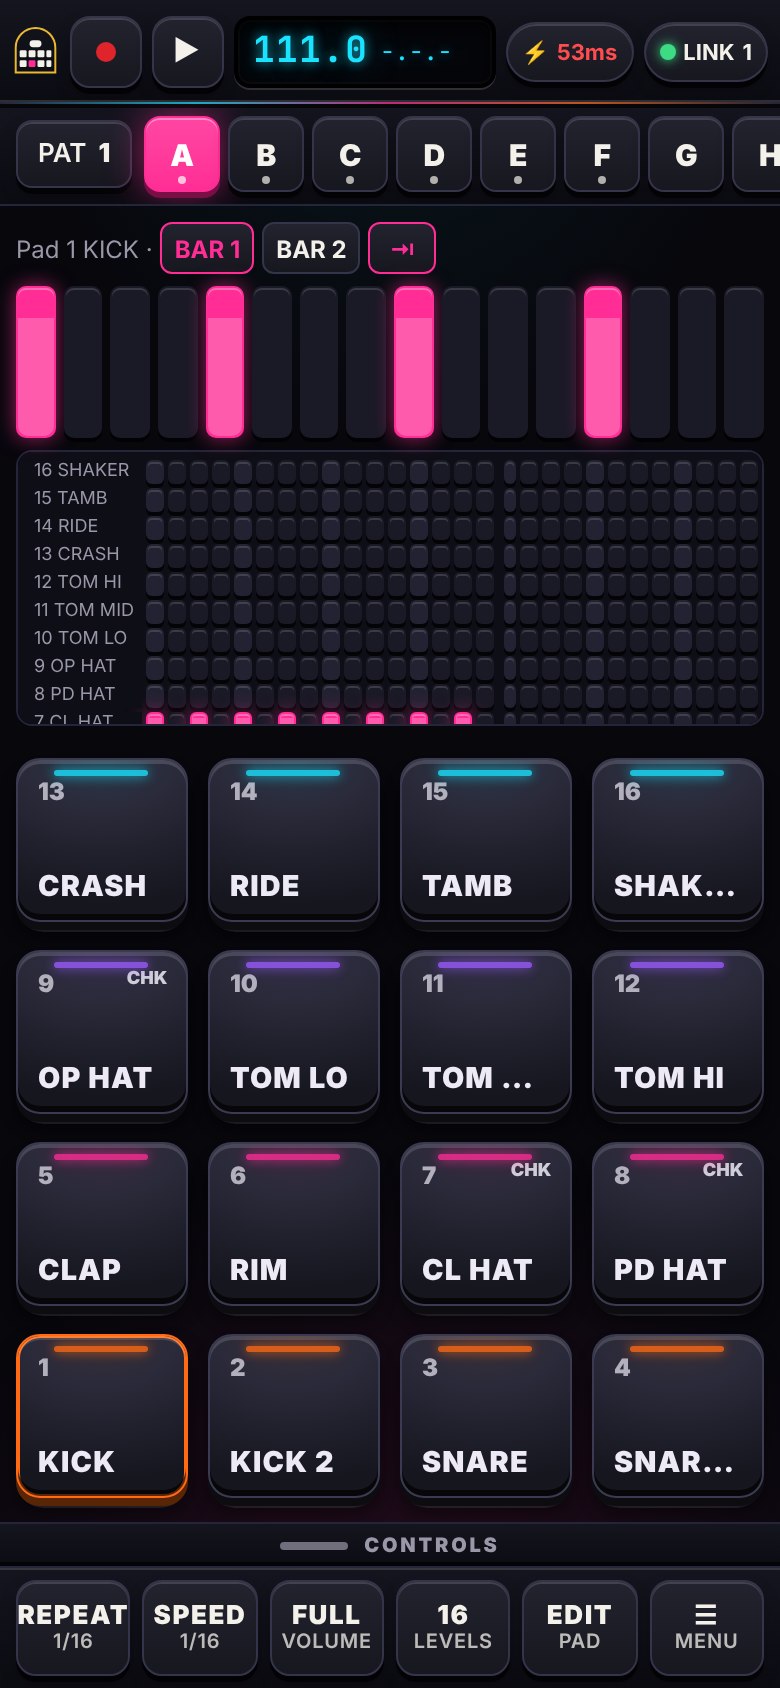 111.0 -.-.- ⚡ 53ms LINK 1
PAT 1 A B C D E F G H
Pad 1 KICK · BAR 1 BAR 2 ⇥
16 SHAKER
15 TAMB
14 RIDE
13 CRASH
12 TOM HI
11 TOM MID
10 TOM LO
9 OP HAT
8 PD HAT
7 CL HAT
13 14 15 16
CRASH RIDE TAMB SHAK...
9 CHK 10 11 12
OP HAT TOM LO TOM ... TOM HI
5 6 7 CHK 8 CHK
CLAP RIM CL HAT PD HAT
1 2 3 4
KICK KICK 2 SNARE SNAR...
CONTROLS
REPEAT SPEED FULL 16 EDIT ☰
1/16 1/16 VOLUME LEVELS PAD MENU